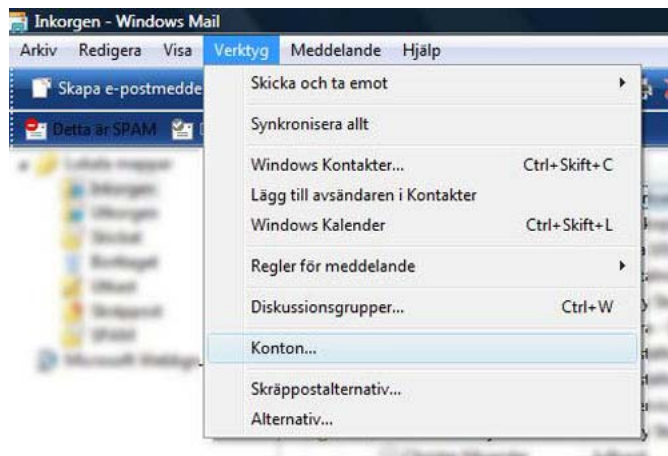 Inkorgen - Windows Mail
Arkiv Redigera Visa Verktyg Meddelande Hjälp
Skapa e-postmedde
Detta är SPAM
Skicka och ta emot
Synkronisera allt
Windows Kontakter... Ctrl+Skift+C
Lägg till avsändaren i Kontakter
Windows Kalender Ctrl+Skift+L
Regler för meddelande
Diskussionsgrupper... Ctrl+W
Konton...
Skräppostalternativ...
Alternativ...